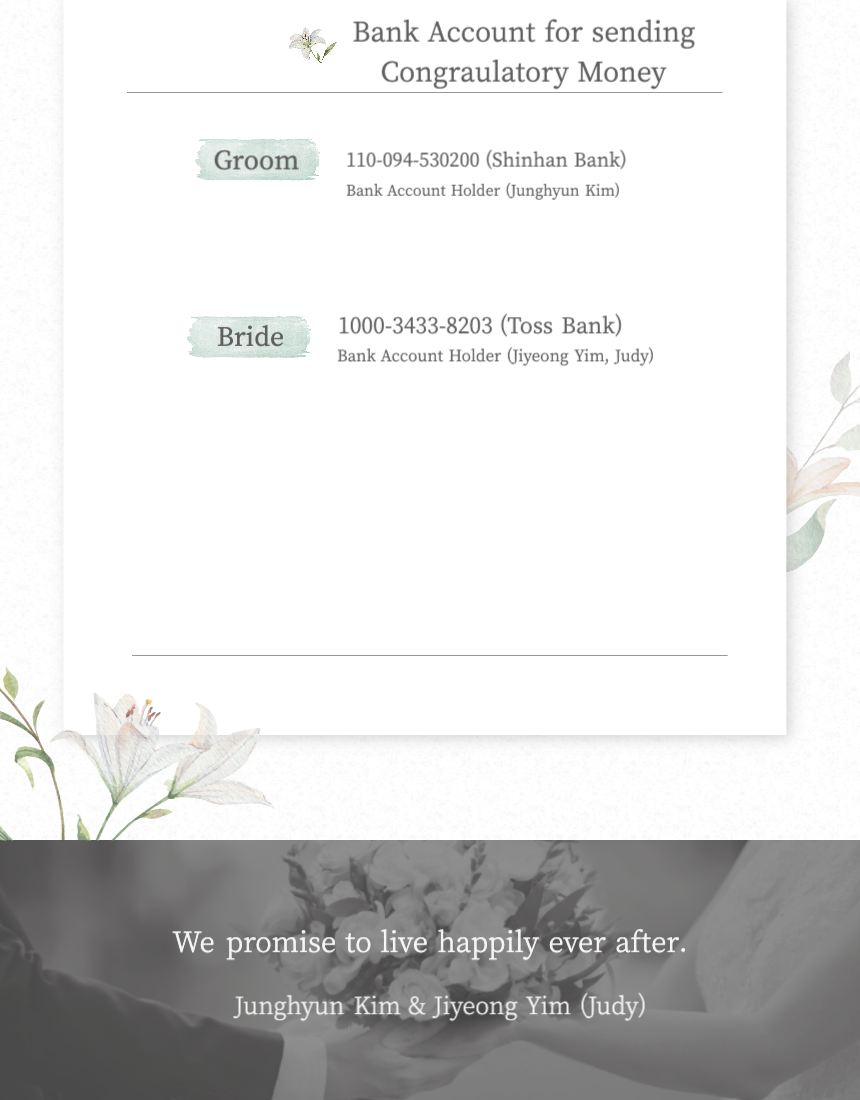 Bank Account for sending
Congraulatory Money
Groom
110-094-530200 (Shinhan Bank)
Bank Account Holder (Junghyun Kim)
Bride
1000-3433-8203 (Toss Bank)
Bank Account Holder (Jiyeong Yim, Judy)
We promise to live happily ever after.
Junghyun Kim & Jiyeong Yim (Judy)